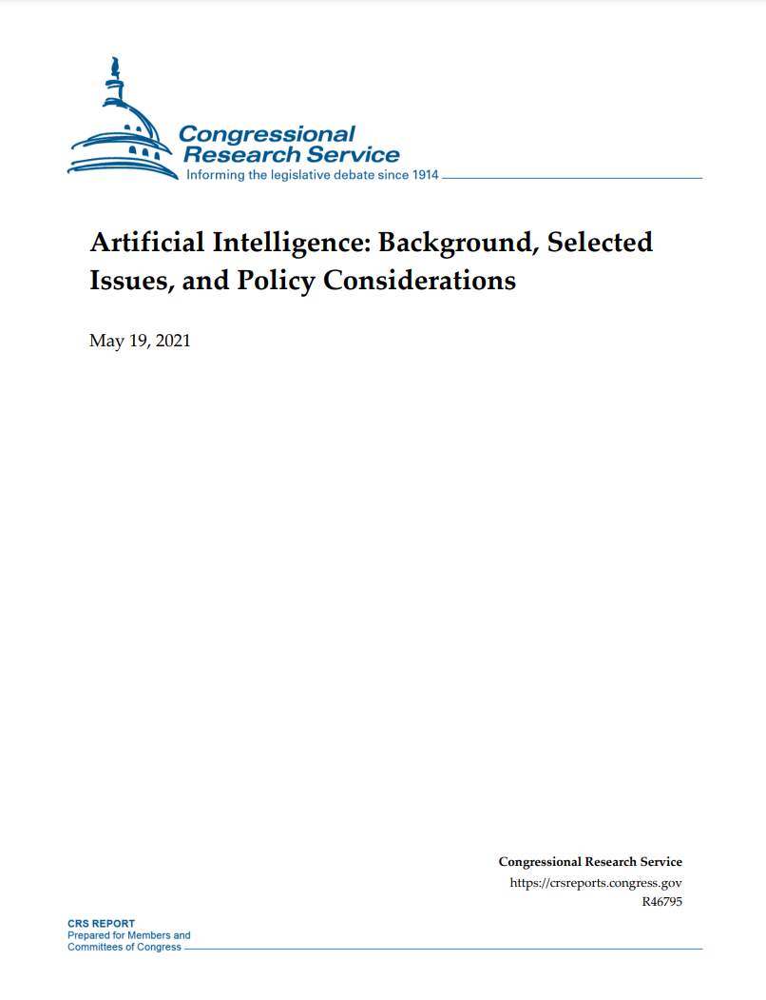 Congressional
Research Service
Informing the legislative debate since 1914
Artificial Intelligence: Background, Selected
Issues, and Policy Considerations
May 19, 2021
Congressional Research Service
https://crsreports.congress.gov
R46795
CRS REPORT
Prepared for Members and
Committees of Congress